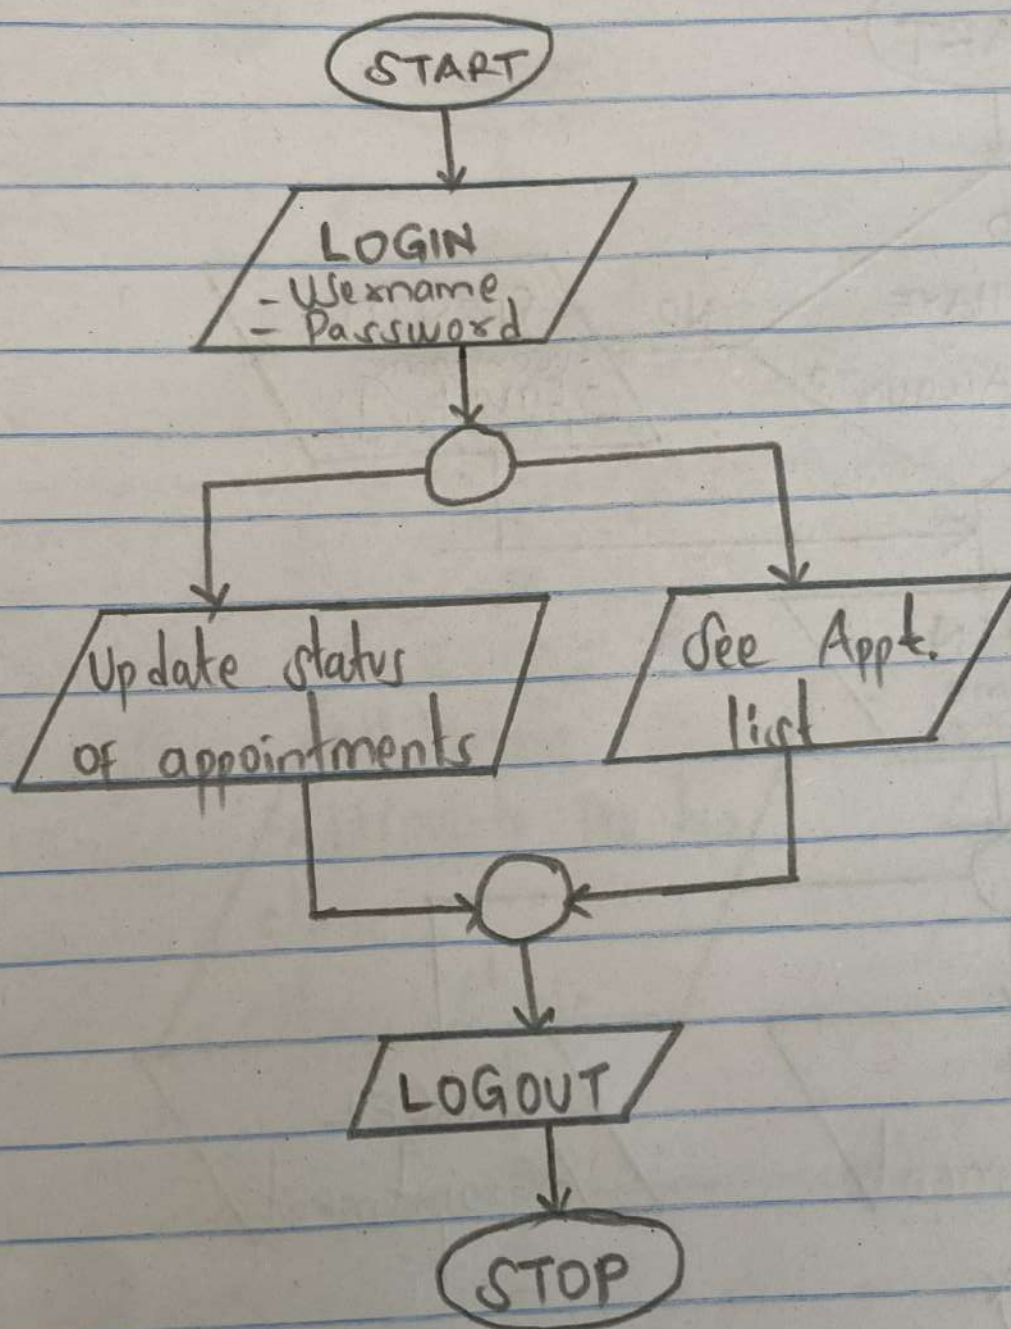 START
LOGIN
- Username,
- Password
Update status
of appointments
See Appt.
list
LOGOUT
STOP